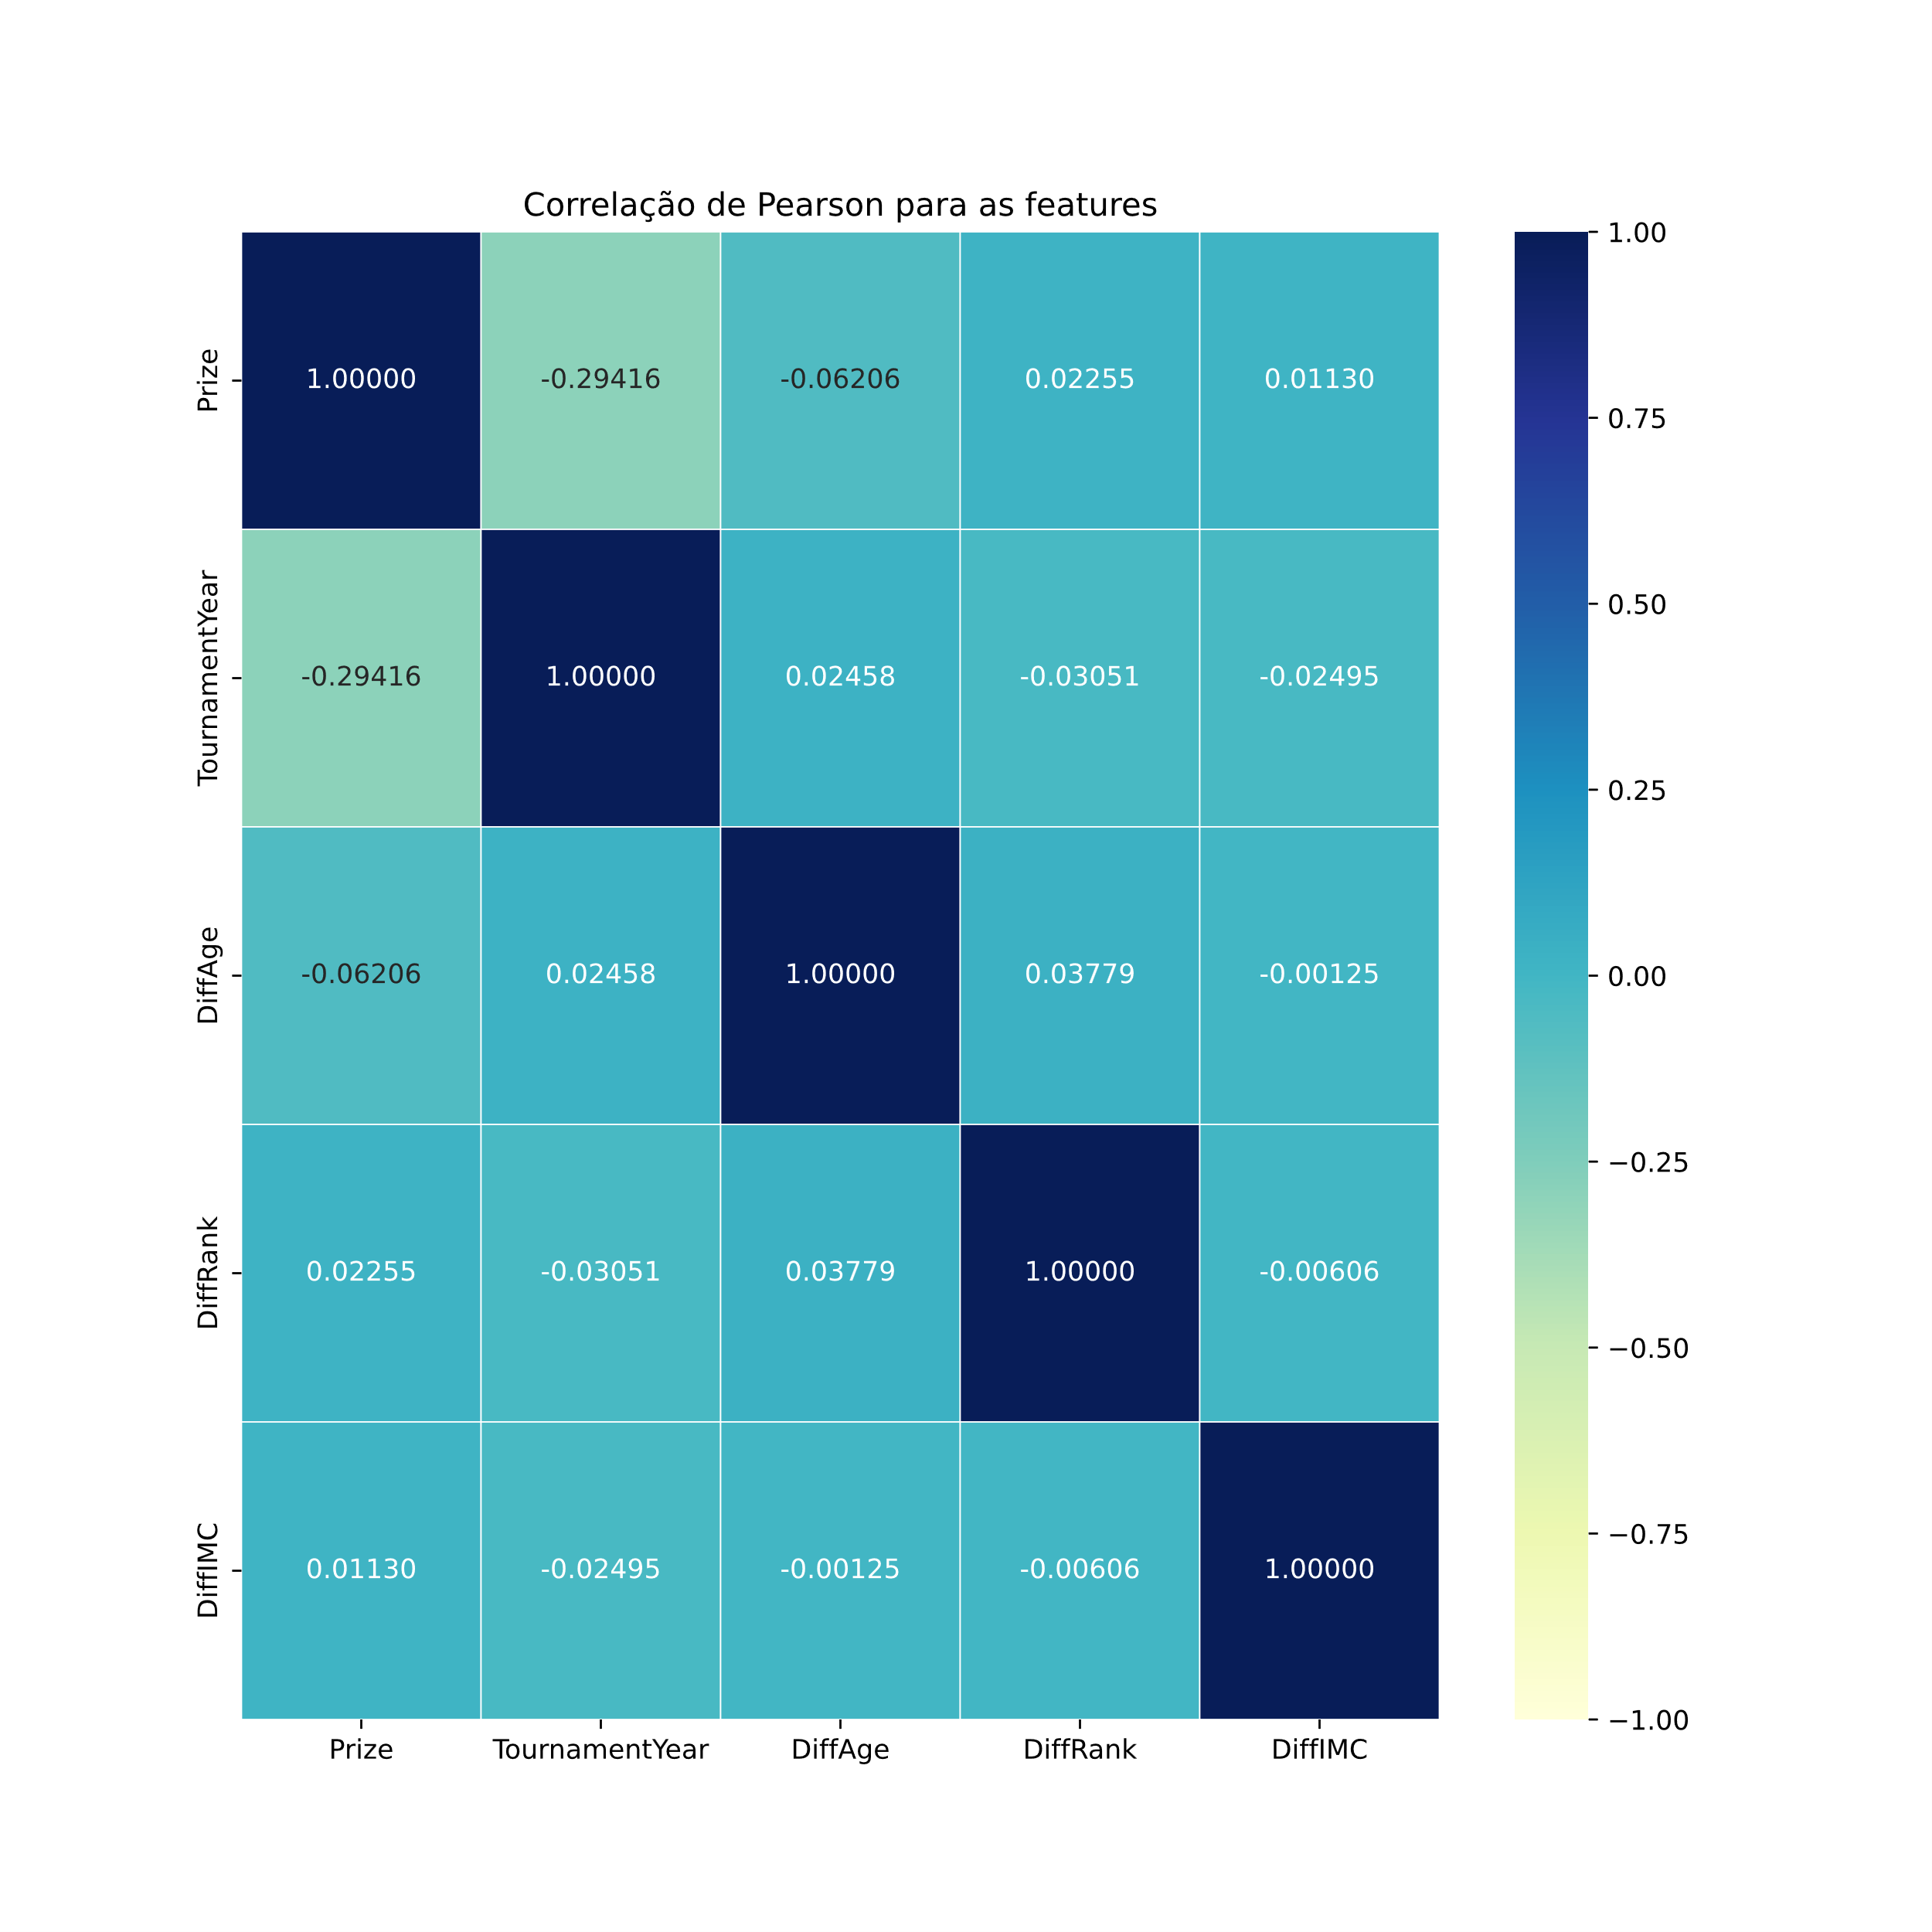 Correlação de Pearson para as features
Prize
1.00000 -0.29416 -0.06206 0.02255 0.01130
TournamentYear
-0.29416 1.00000 0.02458 -0.03051 -0.02495
DiffAge
-0.06206 0.02458 1.00000 0.03779 -0.00125
DiffRank
0.02255 -0.03051 0.03779 1.00000 -0.00606
DiffIMC
0.01130 -0.02495 -0.00125 -0.00606 1.00000
Prize TournamentYear DiffAge DiffRank DiffIMC
1.00
0.75
0.50
0.25
0.00
−0.25
−0.50
−0.75
−1.00